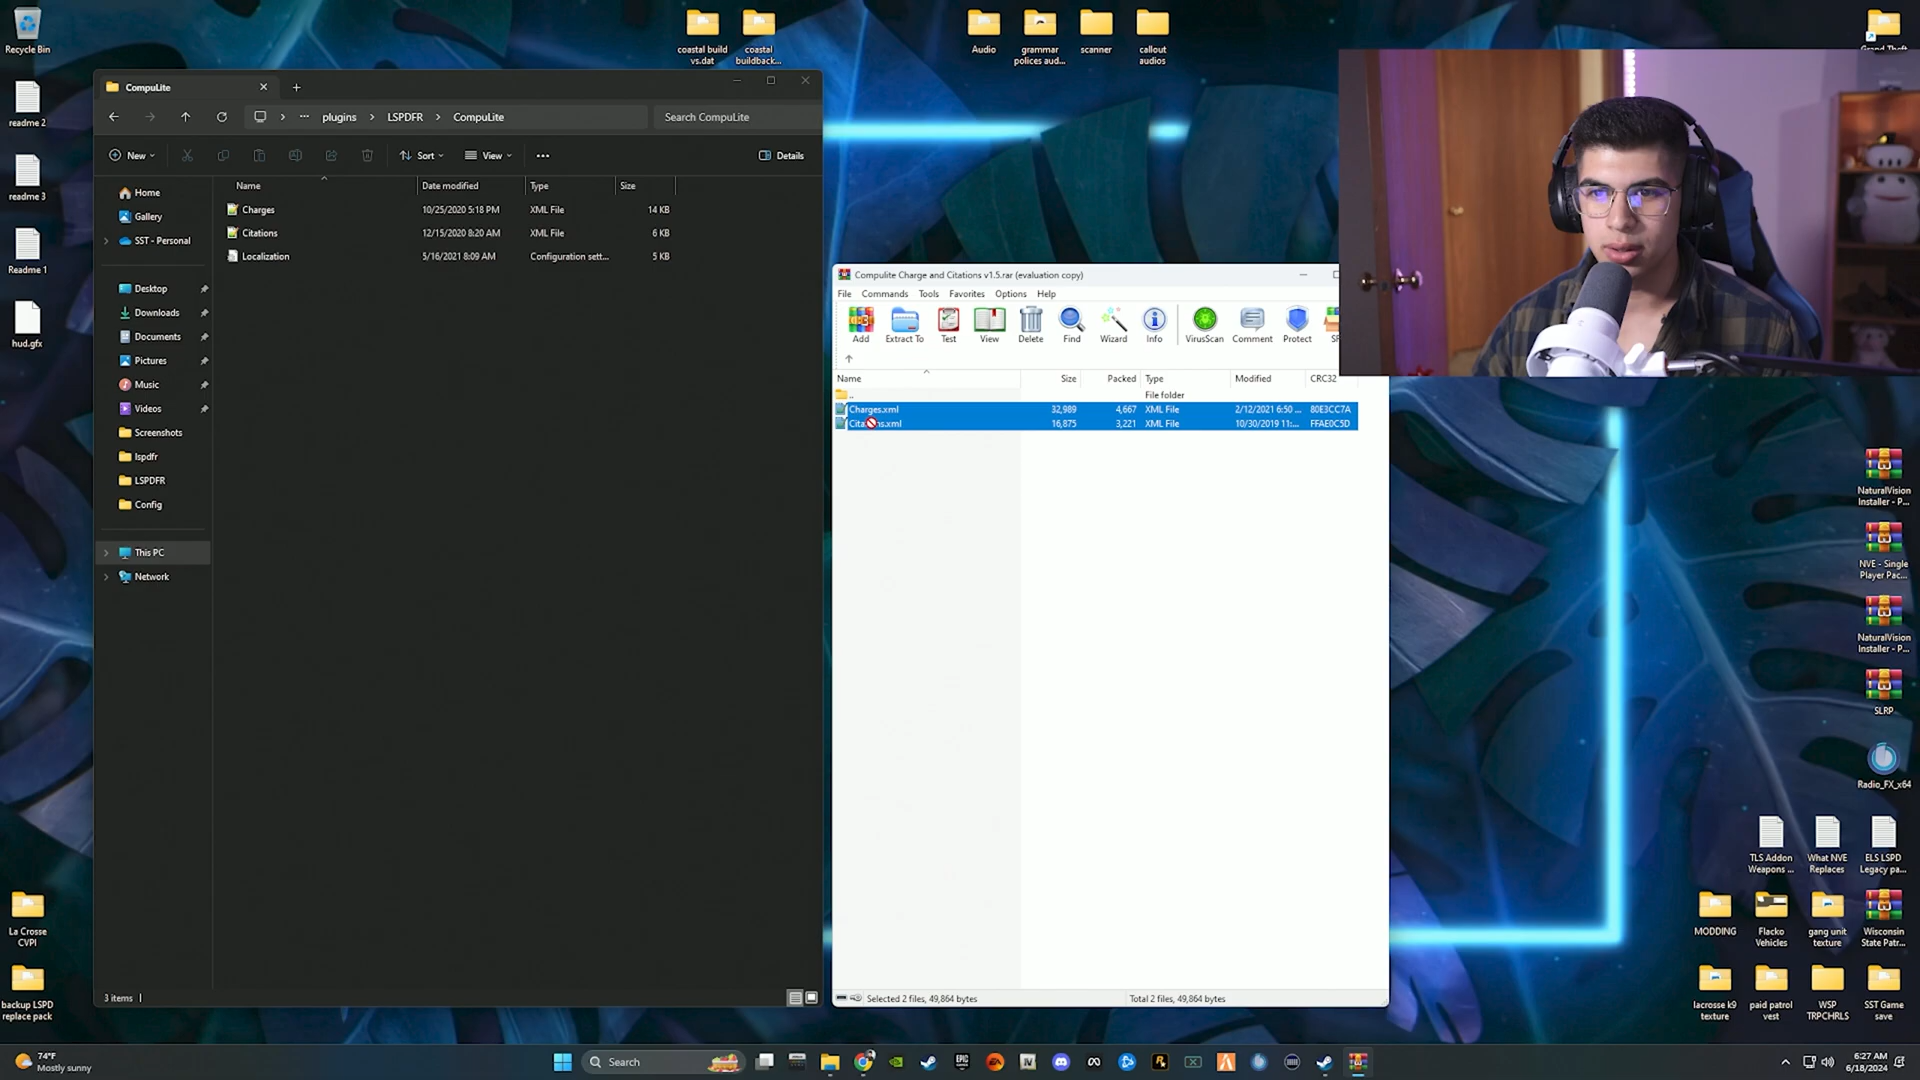 Recycle Bin
readme 2
readme 3
Readme 1
hud.gfx
La Crosse
CVPI
backup LSPD
replace pack
coastal build
vs.dat
coastal
buildback...
Audio
grammar
polices aud...
scanner
callout
audios
CompuLite
plugins
LSPDFR
CompuLite
Search CompuLite
New
Sort
View
Details
Name
Date modified
Type
Size
Charges
10/25/2020 5:18 PM
XML File
14 KB
Citations
12/15/2020 8:20 AM
XML File
6 KB
Localization
5/16/2021 8:09 AM
Configuration sett...
5 KB
Home
Gallery
SST - Personal
Desktop
Downloads
Documents
Pictures
Music
Videos
Screenshots
lspdfr
LSPDFR
Config
This PC
Network
3 items
Compulite Charge and Citations v1.5.rar (evaluation copy)
File
Commands
Tools
Favorites
Options
Help
Add
Extract To
Test
View
Delete
Find
Wizard
Info
VirusScan
Comment
Protect
Name
Size
Packed
Type
Modified
CRC32
..
File folder
Charges.xml
32,989
4,667
XML File
2/12/2021 6:50 ...
80E3CC7A
16,875
3,221
XML File
10/30/2019 11:...
FFAE0C5D
Selected 2 files, 49,864 bytes
Total 2 files, 49,864 bytes
NaturalVision
Installer - P...
NVE - Single
Player Pac...
NaturalVision
Installer - P...
SLRP
Radio_FX_x64
TLS Addon
Weapons ...
What NVE
Replaces
ELS LSPD
Legacy pa...
MODDING
Flacko
Vehicles
gang unit
texture
Wisconsin
State Patr...
lacrosse k9
texture
paid patrol
vest
WSP
TRPCHRLS
SST Game
save
74°F
Mostly sunny
Search
6:27 AM
6/18/2024